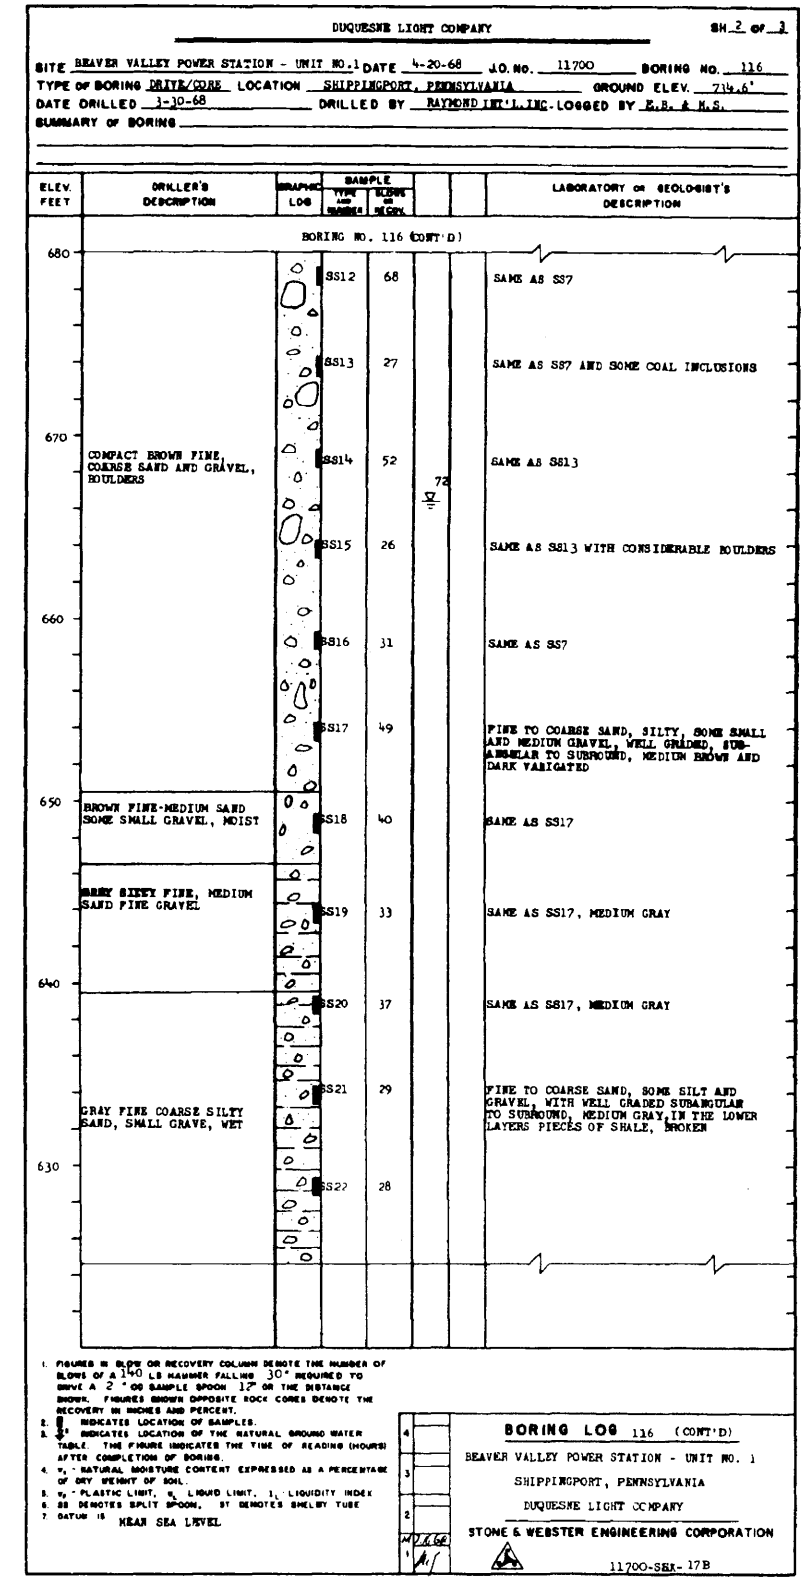 DUQUESNE LIGHT COMPANY
SH 2 OF 3
SITE BEAVER VALLEY POWER STATION - UNIT NO.1 DATE 4-20-68 J.O. NO. 11700 BORING NO. 116
TYPE OF BORING DRIVE/CORE LOCATION SHIPPINGPORT, PENNSYLVANIA GROUND ELEV. 734.6'
DATE DRILLED 3-30-68 DRILLED BY RAYMOND INT'L.INC. LOGGED BY E.B. & M.S.
SUMMARY OF BORING
ELEV. FEET
DRILLER'S DESCRIPTION
GRAPHIC LOG
SAMPLE
TYPE AND NUMBER
BLOWS OR RECOV.
LABORATORY OR GEOLOGIST'S DESCRIPTION
BORING NO. 116 (CONT'D)
680
SS12 68 SAME AS SS7
SS13 27 SAME AS SS7 AND SOME COAL INCLUSIONS
670
COMPACT BROWN FINE,
COARSE SAND AND GRAVEL,
BOULDERS
SS14 52 SAME AS SS13
72
SS15 26 SAME AS SS13 WITH CONSIDERABLE BOULDERS
660
SS16 31 SAME AS SS7
SS17 49 FINE TO COARSE SAND, SILTY, SOME SMALL
AND MEDIUM GRAVEL, WELL GRADED, SUB-
ANGULAR TO SUBROUND, MEDIUM BROWN AND
DARK VARIGATED
650
BROWN FINE-MEDIUM SAND
SOME SMALL GRAVEL, MOIST
SS18 40 SAME AS SS17
GREY SILTY FINE, MEDIUM
SAND FINE GRAVEL
SS19 33 SAME AS SS17, MEDIUM GRAY
640
SS20 37 SAME AS SS17, MEDIUM GRAY
SS21 29 FINE TO COARSE SAND, SOME SILT AND
GRAVEL, WITH WELL GRADED SUBANGULAR
TO SUBROUND, MEDIUM GRAY, IN THE LOWER
LAYERS PIECES OF SHALE, BROKEN
GRAY FINE COARSE SILTY
SAND, SMALL GRAVE, WET
630
SS22 28
1. FIGURES IN BLOW OR RECOVERY COLUMN DENOTE THE NUMBER OF
BLOWS OF A 140 LB HAMMER FALLING 30" REQUIRED TO
DRIVE A 2" OD SAMPLE SPOON 12" OR THE DISTANCE
SHOWN. FIGURES SHOWN OPPOSITE ROCK CORES DENOTE THE
RECOVERY IN INCHES AND PERCENT.
2. INDICATES LOCATION OF SAMPLES.
3. INDICATES LOCATION OF THE NATURAL GROUND WATER
TABLE. THE FIGURE INDICATES THE TIME OF READING (HOURS)
AFTER COMPLETION OF BORING.
4. w, - NATURAL MOISTURE CONTENT EXPRESSED AS A PERCENTAGE
OF DRY WEIGHT OF SOIL.
5. - PLASTIC LIMIT, LIQUID LIMIT, - LIQUIDITY INDEX
6. SS DENOTES SPLIT SPOON, ST DENOTES SHELBY TUBE
7. DATUM IS MEAN SEA LEVEL
4
3
2
1
BORING LOG 116 (CONT'D)
BEAVER VALLEY POWER STATION - UNIT NO. 1
SHIPPINGPORT, PENNSYLVANIA
DUQUESNE LIGHT COMPANY
STONE & WEBSTER ENGINEERING CORPORATION
11700-SEK-17B